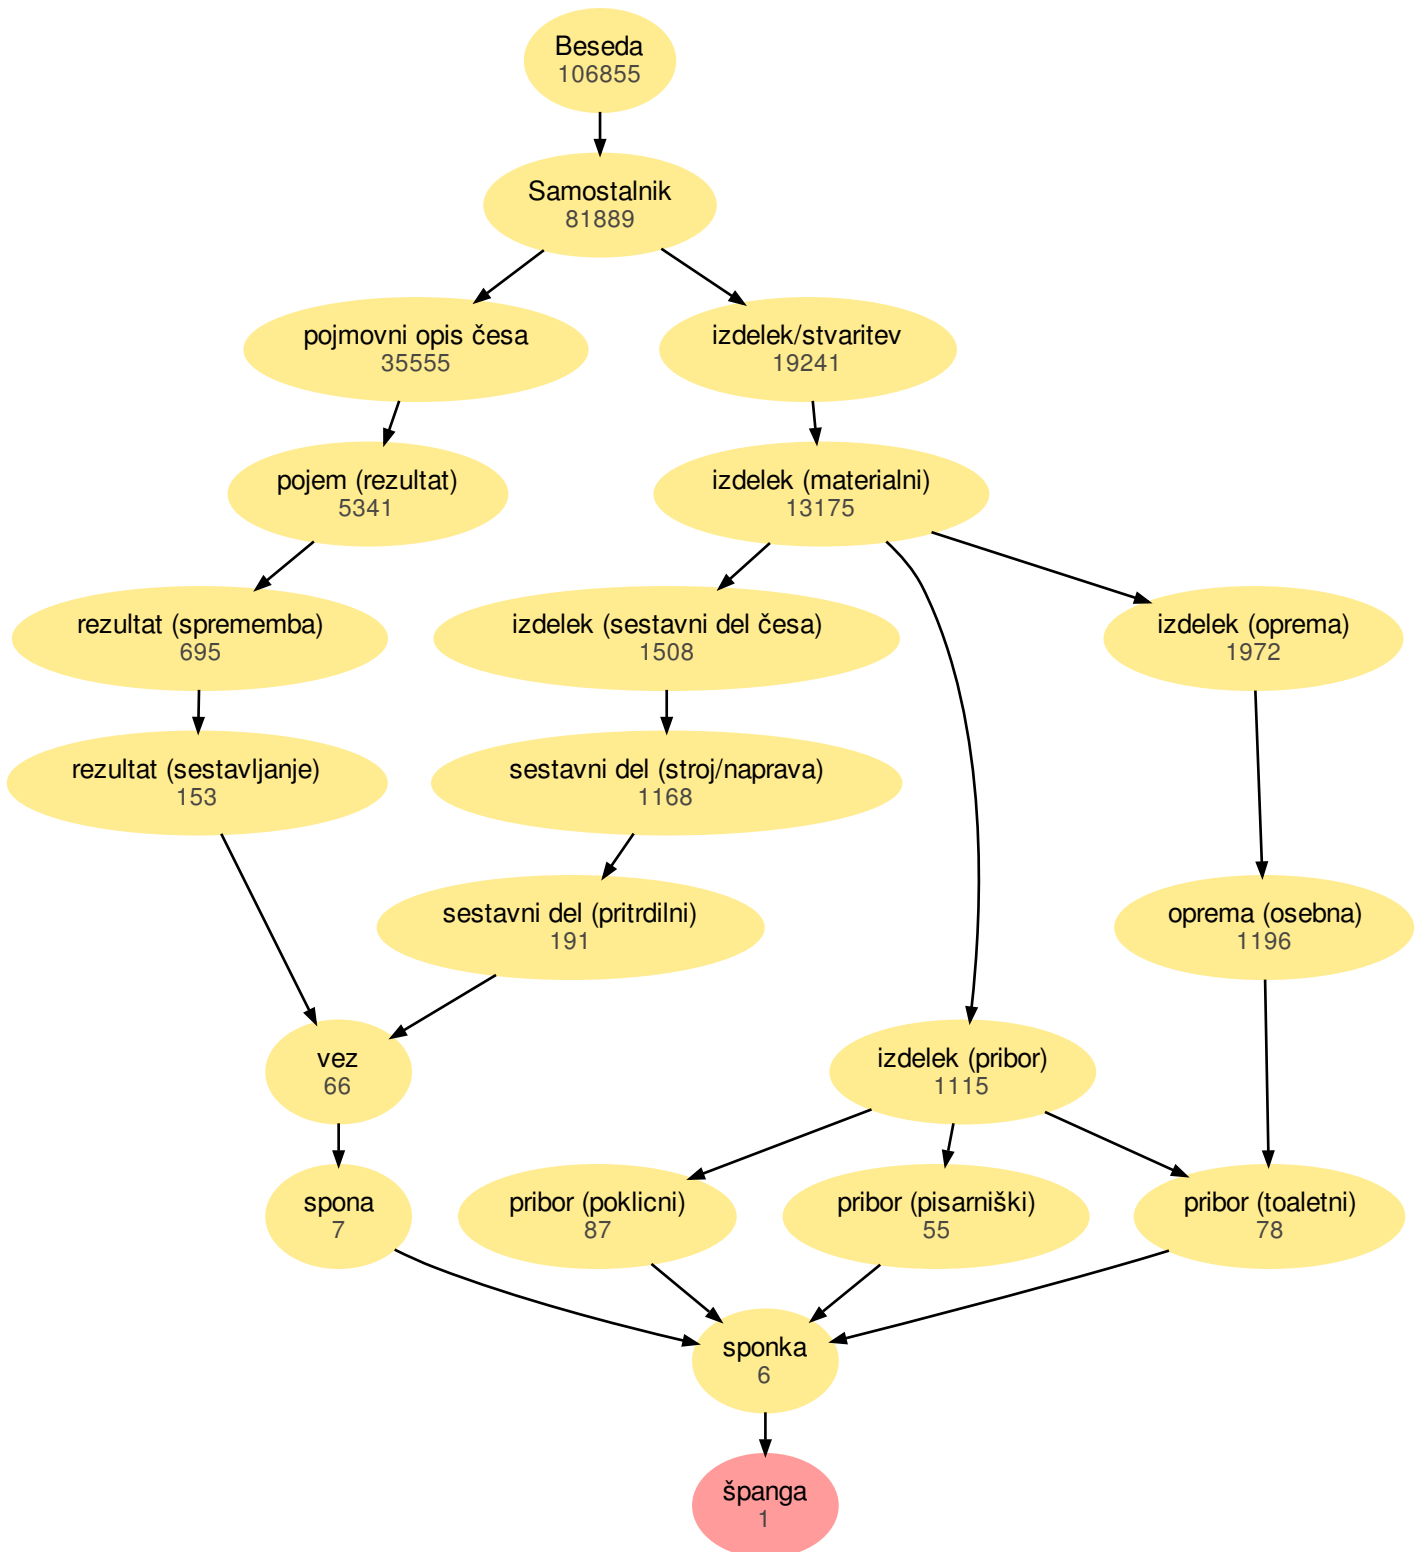 Beseda
106855
Samostalnik
81889
pojmovni opis česa
35555
izdelek/stvaritev
19241
pojem (rezultat)
5341
izdelek (materialni)
13175
rezultat (sprememba)
695
izdelek (sestavni del česa)
1508
izdelek (oprema)
1972
rezultat (sestavljanje)
153
sestavni del (stroj/naprava)
1168
sestavni del (pritrdilni)
191
oprema (osebna)
1196
vez
66
izdelek (pribor)
1115
spona
7
pribor (poklicni)
87
pribor (pisarniški)
55
pribor (toaletni)
78
sponka
6
španga
1